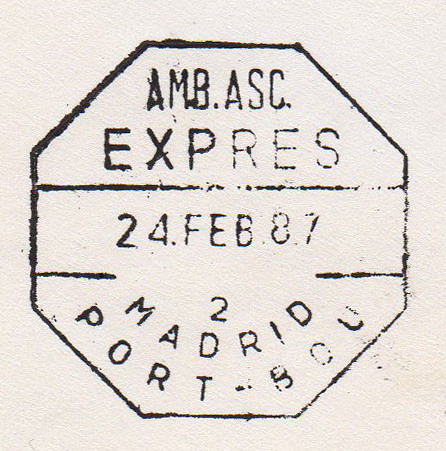 AMB.ASC.
EXPRES
24.FEB.87
2
MADRID
PORT-BOU